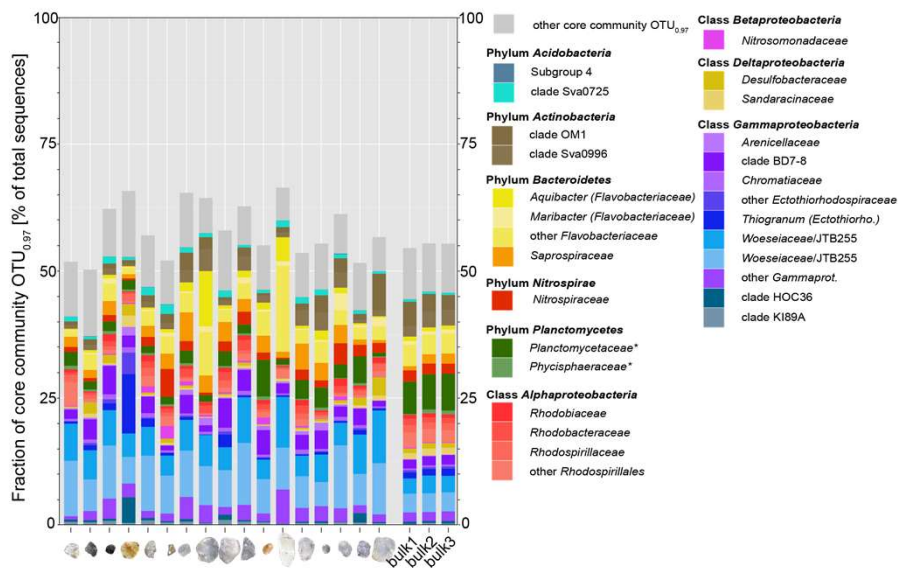 100
75
50
25
0
Fraction of core community OTU0.97 [% of total sequences]
100
75
50
25
0
bulk1
bulk2
bulk3
other core community OTU0.97
Phylum Acidobacteria
Subgroup 4
clade Sva0725
Phylum Actinobacteria
clade OM1
clade Sva0996
Phylum Bacteroidetes
Aquibacter (Flavobacteriaceae)
Maribacter (Flavobacteriaceae)
other Flavobacteriaceae
Saprospiraceae
Phylum Nitrospirae
Nitrospiraceae
Phylum Planctomycetes
Planctomycetaceae*
Phycisphaeraceae*
Class Alphaproteobacteria
Rhodobiaceae
Rhodobacteraceae
Rhodospirillaceae
other Rhodospirillales
Class Betaproteobacteria
Nitrosomonadaceae
Class Deltaproteobacteria
Desulfobacteraceae
Sandaracinaceae
Class Gammaproteobacteria
Arenicellaceae
clade BD7-8
Chromatiaceae
other Ectothiorhodospiraceae
Thiogranum (Ectothiorho.)
Woeseiaceae/JTB255
Woeseiaceae/JTB255
other Gammaprot.
clade HOC36
clade KI89A